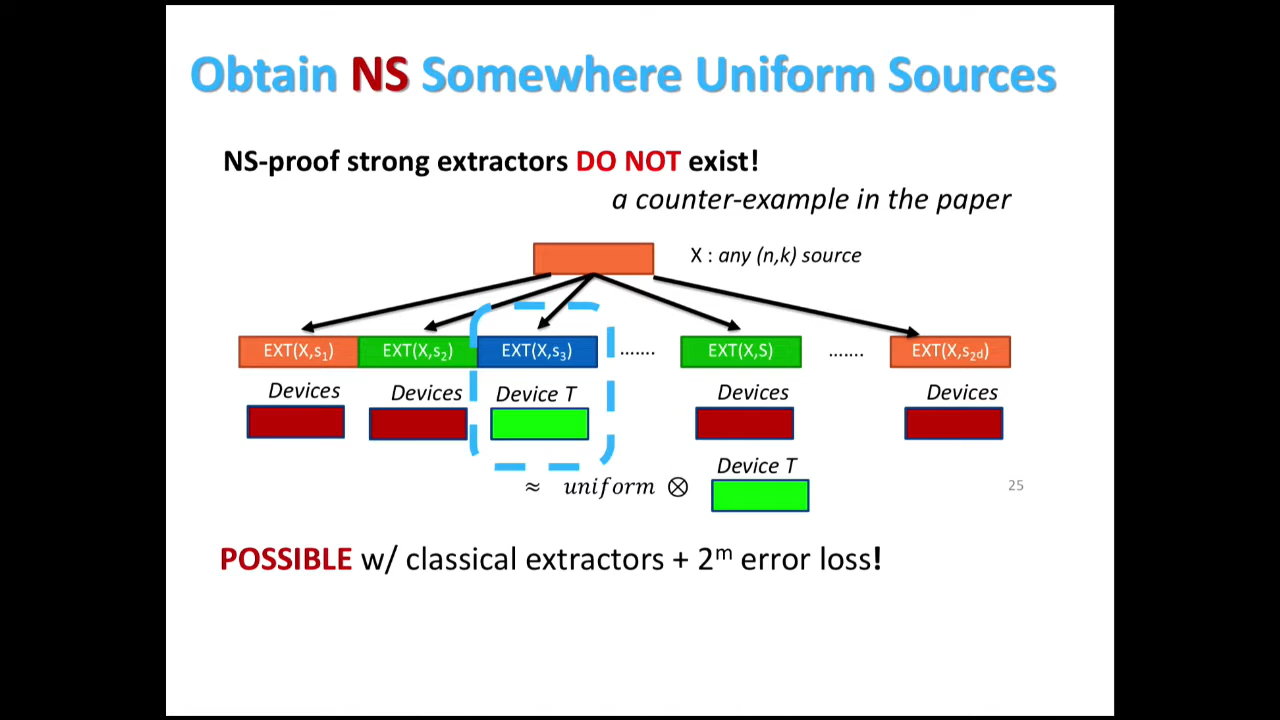 Obtain NS Somewhere Uniform Sources
NS-proof strong extractors DO NOT exist!
a counter-example in the paper
X : any (n,k) source
EXT(X,s₁) EXT(X,s₂) EXT(X,s₃) ……. EXT(X,S) ……. EXT(X,s₂d)
Devices Devices Device T Devices Devices
Device T
≈ uniform ⊗
25
POSSIBLE w/ classical extractors + 2ᵐ error loss!